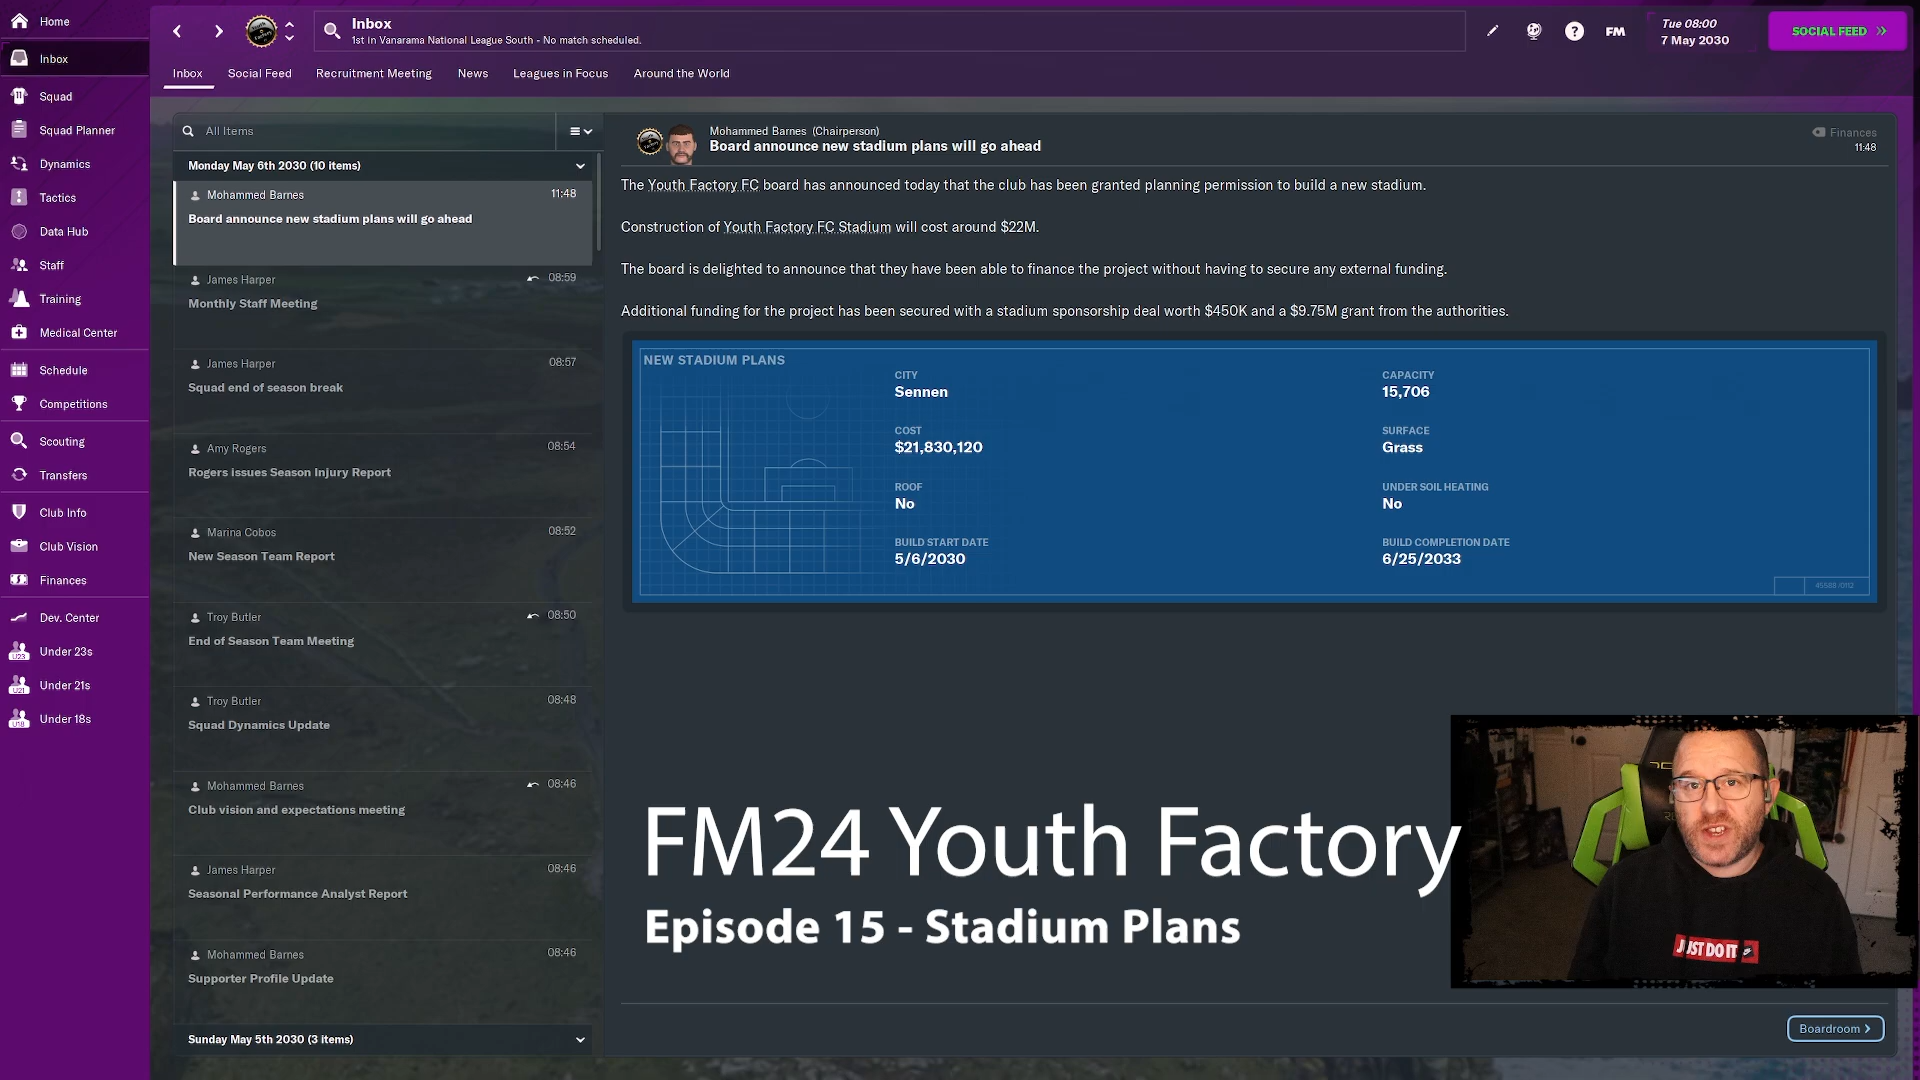 Home
Inbox
Squad
Squad Planner
Dynamics
Tactics
Data Hub
Staff
Training
Medical Center
Schedule
Competitions
Scouting
Transfers
Club Info
Club Vision
Finances
Dev. Center
Under 23s
Under 21s
Under 18s
Inbox
1st in Vanarama National League South - No match scheduled.
FM
Tue 08:00
7 May 2030
SOCIAL FEED
Inbox Social Feed Recruitment Meeting News Leagues in Focus Around the World
All Items
Monday May 6th 2030 (10 items)
Mohammed Barnes 11:48
Board announce new stadium plans will go ahead
James Harper 08:59
Monthly Staff Meeting
James Harper 08:57
Squad end of season break
Amy Rogers 08:54
Rogers issues Season Injury Report
Marina Cobos 08:52
New Season Team Report
Troy Butler 08:50
End of Season Team Meeting
Troy Butler 08:48
Squad Dynamics Update
Mohammed Barnes 08:46
Club vision and expectations meeting
James Harper 08:46
Seasonal Performance Analyst Report
Mohammed Barnes 08:46
Supporter Profile Update
Sunday May 5th 2030 (3 items)
Mohammed Barnes (Chairperson)
Board announce new stadium plans will go ahead
Finances
11:48
The Youth Factory FC board has announced today that the club has been granted planning permission to build a new stadium.
Construction of Youth Factory FC Stadium will cost around $22M.
The board is delighted to announce that they have been able to finance the project without having to secure any external funding.
Additional funding for the project has been secured with a stadium sponsorship deal worth $450K and a $9.75M grant from the authorities.
NEW STADIUM PLANS
CITY
Sennen
CAPACITY
15,706
COST
$21,830,120
SURFACE
Grass
ROOF
No
UNDER SOIL HEATING
No
BUILD START DATE
5/6/2030
BUILD COMPLETION DATE
6/25/2033
FM24 Youth Factory
Episode 15 - Stadium Plans
JUST DO IT
Boardroom